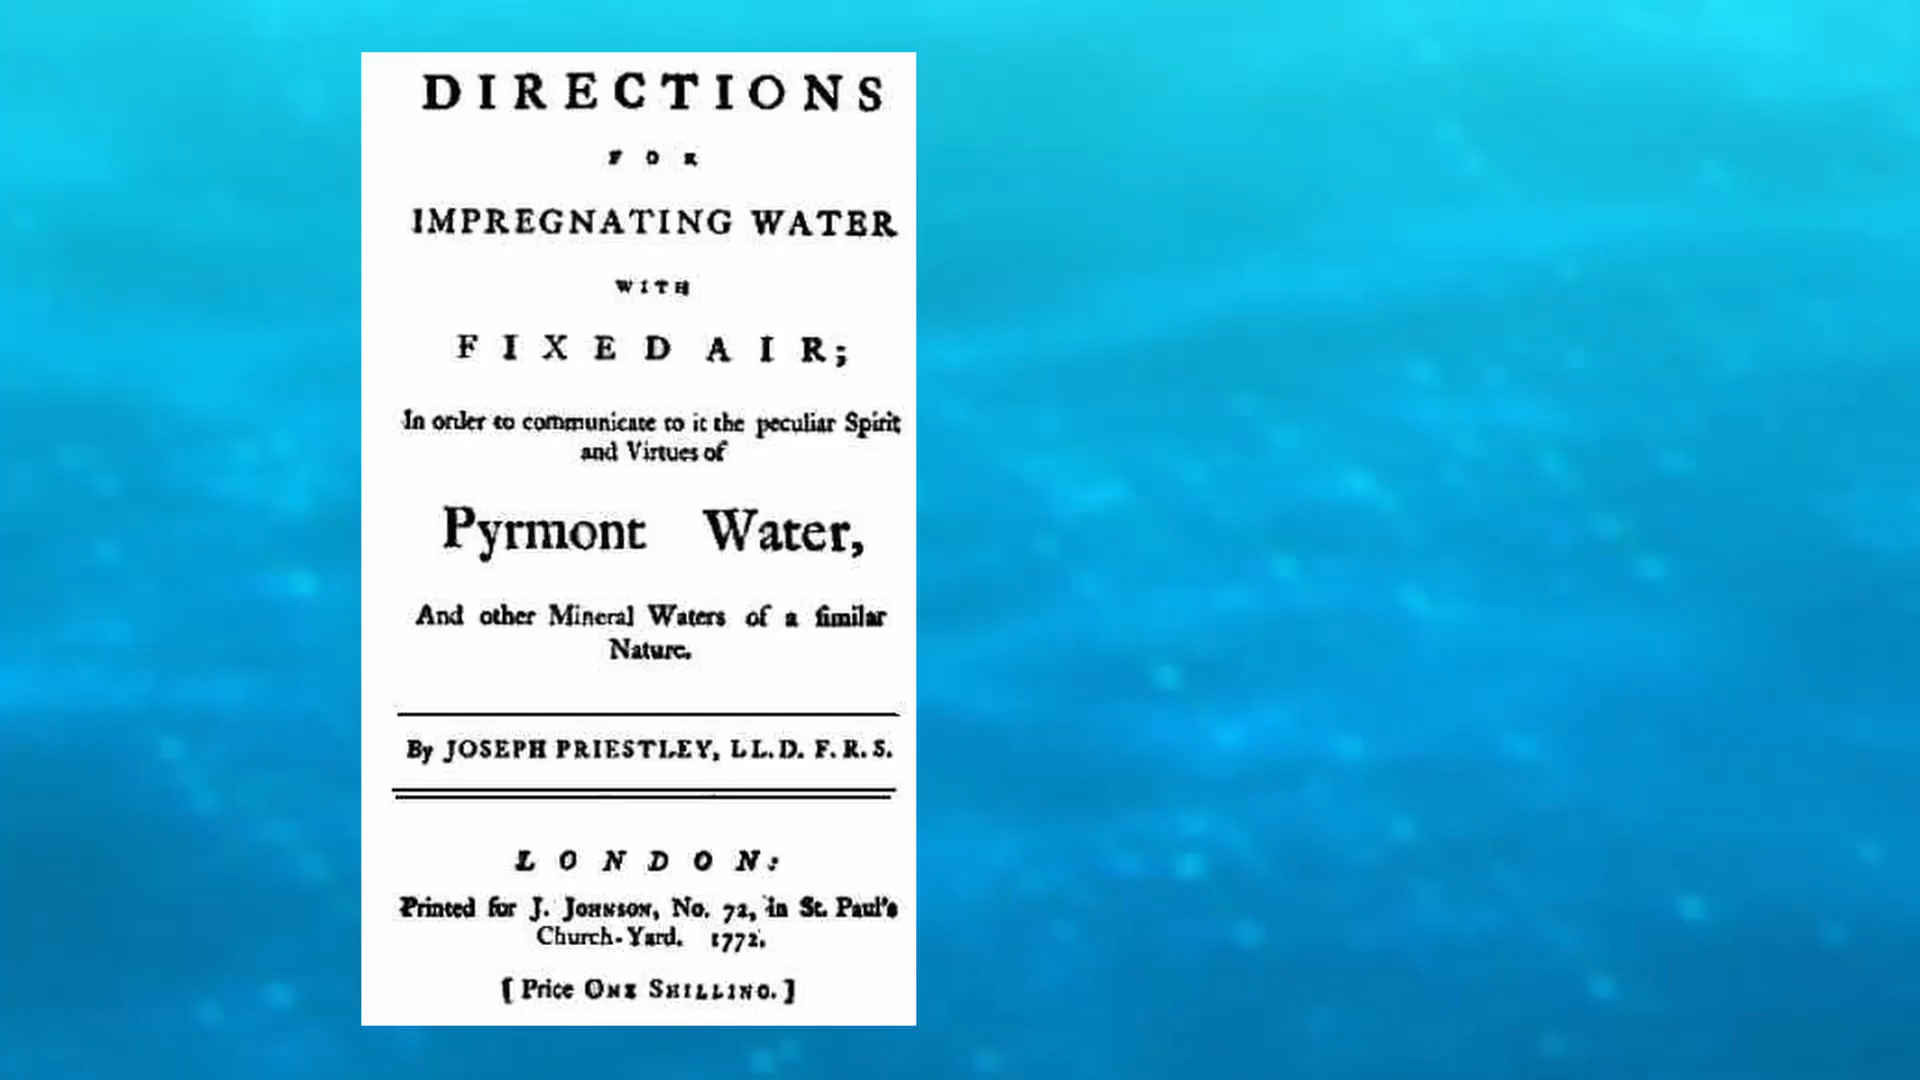 DIRECTIONS
FOR
IMPREGNATING WATER
WITH
FIXED AIR;
In order to communicate to it the peculiar Spirit
and Virtues of
Pyrmont Water,
And other Mineral Waters of a ſimilar
Nature.
By JOSEPH PRIESTLEY, LL.D. F.R.S.
LONDON:
Printed for J. JOHNSON, No. 72, in St. Paul's
Church-Yard. 1772.
[Price ONE SHILLING.]